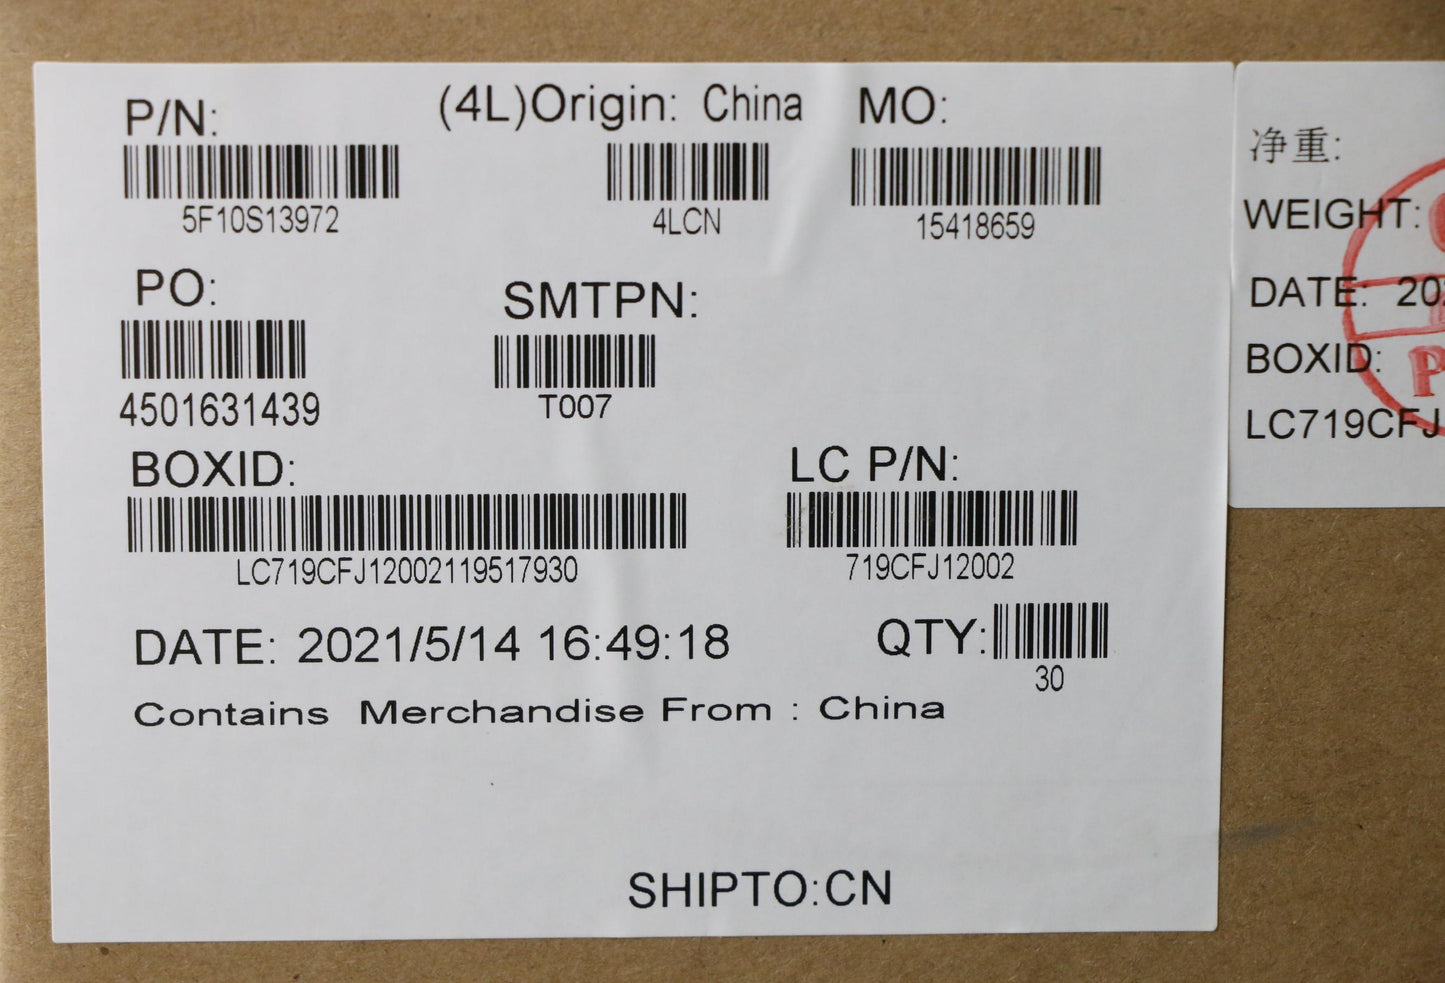 P/N:
(4L)Origin: China
MO:
5F10S13972
4LCN
15418659
PO:
SMTPN:
4501631439
T007
BOXID:
LC P/N:
LC719CFJ12002119517930
719CFJ12002
DATE: 2021/5/14 16:49:18
QTY:
30
Contains Merchandise From : China
SHIPTO:CN
净重:
WEIGHT:
DATE: 20
BOXID:
LC719CFJ
P